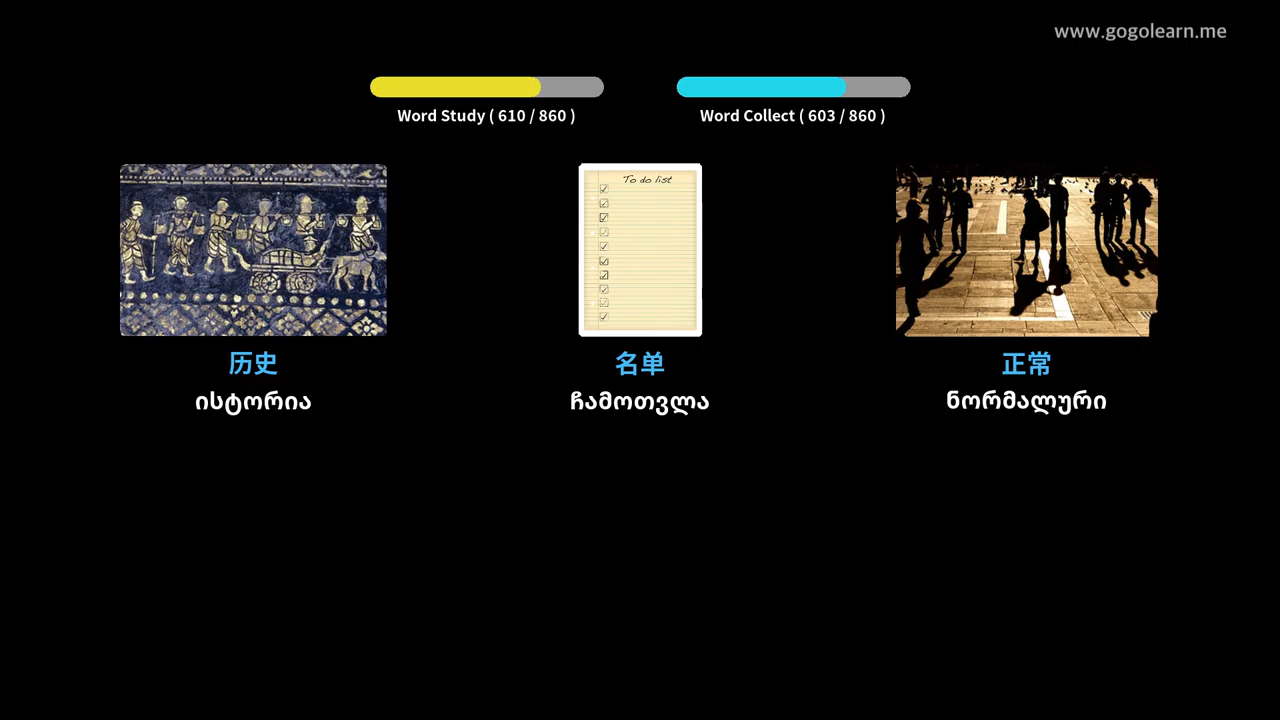 www.gogolearn.me
Word Study ( 610 / 860 )
Word Collect ( 603 / 860 )
To do list
历史
名单
正常
ისტორია
ჩამოთვლა
ნორმალური